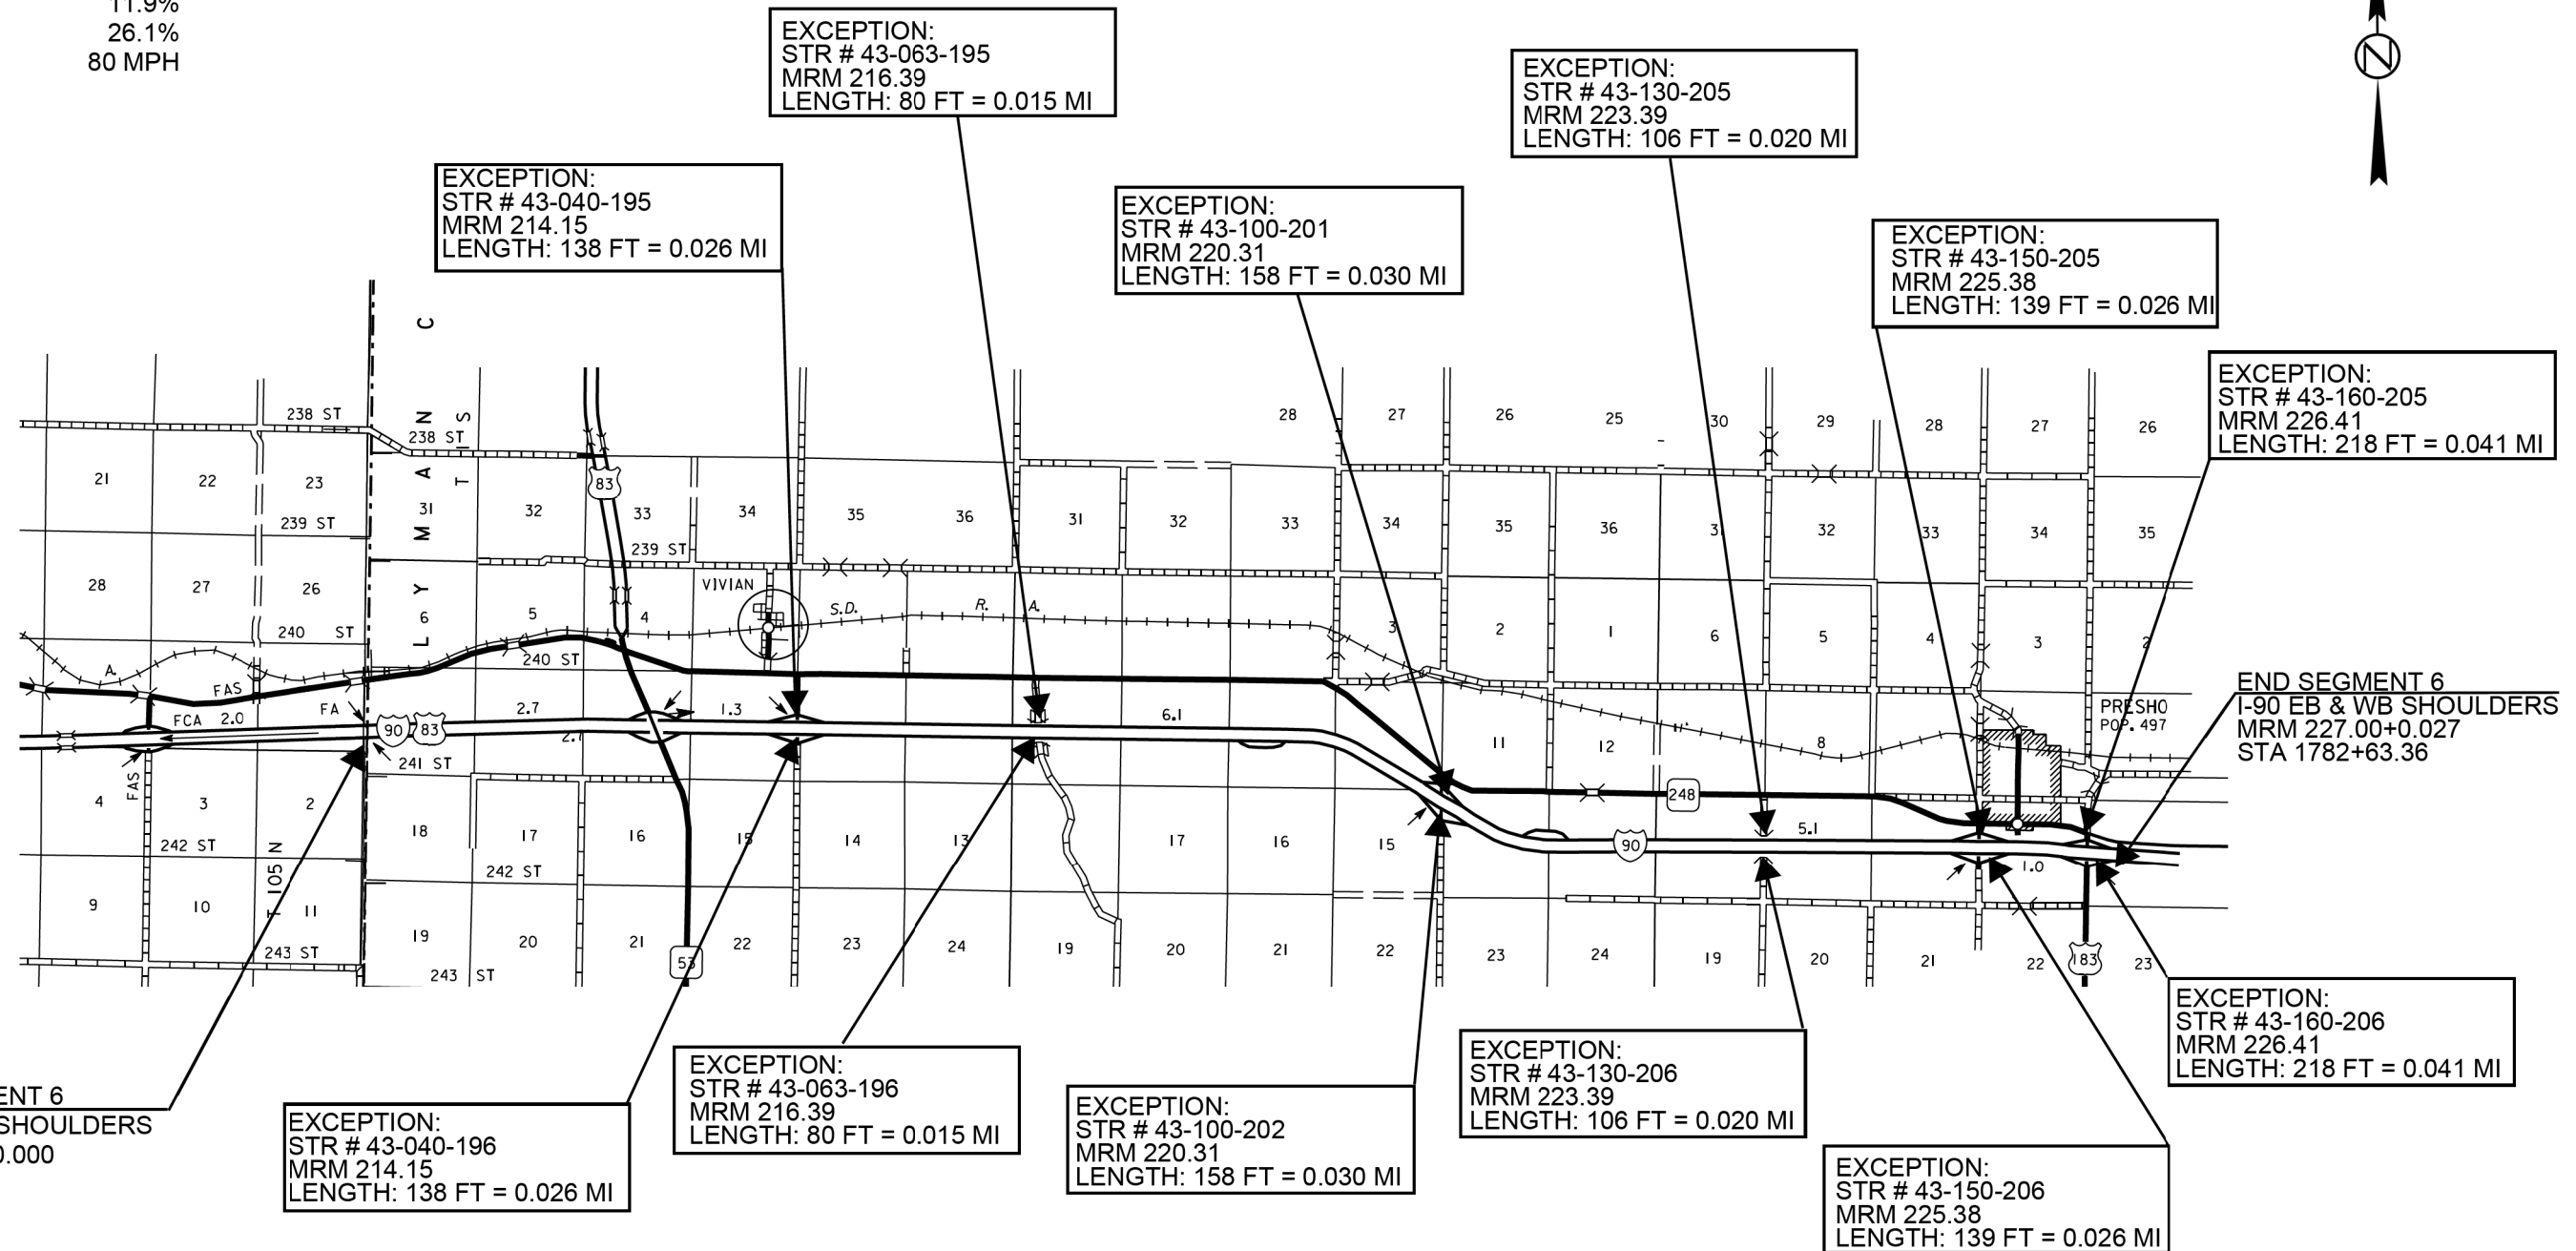 11.9%
26.1%
80 MPH
N
EXCEPTION:
STR # 43-063-195
MRM 216.39
LENGTH: 80 FT = 0.015 MI
EXCEPTION:
STR # 43-130-205
MRM 223.39
LENGTH: 106 FT = 0.020 MI
EXCEPTION:
STR # 43-040-195
MRM 214.15
LENGTH: 138 FT = 0.026 MI
EXCEPTION:
STR # 43-100-201
MRM 220.31
LENGTH: 158 FT = 0.030 MI
EXCEPTION:
STR # 43-150-205
MRM 225.38
LENGTH: 139 FT = 0.026 MI
EXCEPTION:
STR # 43-160-205
MRM 226.41
LENGTH: 218 FT = 0.041 MI
L Y M A N C
T I S
238 ST
238 ST
28 27 26 25 30 29 28 27 26
83
21 22 23 31 32 33 34 35 36 31 32 33 34 35 36 32 33 34 35
239 ST
239 ST
28 27 26 6 5 4
VIVIAN
S.D. R. A.
3 2 1 6 5 4 3 2
240 ST
240 ST
A.
FAS
FCA 2.0
FA
90 83
2.7
2.7
1.3
6.1
11 12 8
PRESHO
POP. 497
END SEGMENT 6
I-90 EB & WB SHOULDERS
MRM 227.00+0.027
STA 1782+63.36
241 ST
FAS
4 3 2
18 17 16 15 14 13 17 16 15
248
90
5.1
1.0
242 ST
242 ST
T 105 N
9 10 11
19 20 21 22 23 24 19 20 21 22 23 24 19 20 21 22 23
53
183
243 ST
243 ST
ENT 6
SHOULDERS
0.000
EXCEPTION:
STR # 43-040-196
MRM 214.15
LENGTH: 138 FT = 0.026 MI
EXCEPTION:
STR # 43-063-196
MRM 216.39
LENGTH: 80 FT = 0.015 MI
EXCEPTION:
STR # 43-100-202
MRM 220.31
LENGTH: 158 FT = 0.030 MI
EXCEPTION:
STR # 43-130-206
MRM 223.39
LENGTH: 106 FT = 0.020 MI
EXCEPTION:
STR # 43-160-206
MRM 226.41
LENGTH: 218 FT = 0.041 MI
EXCEPTION:
STR # 43-150-206
MRM 225.38
LENGTH: 139 FT = 0.026 MI